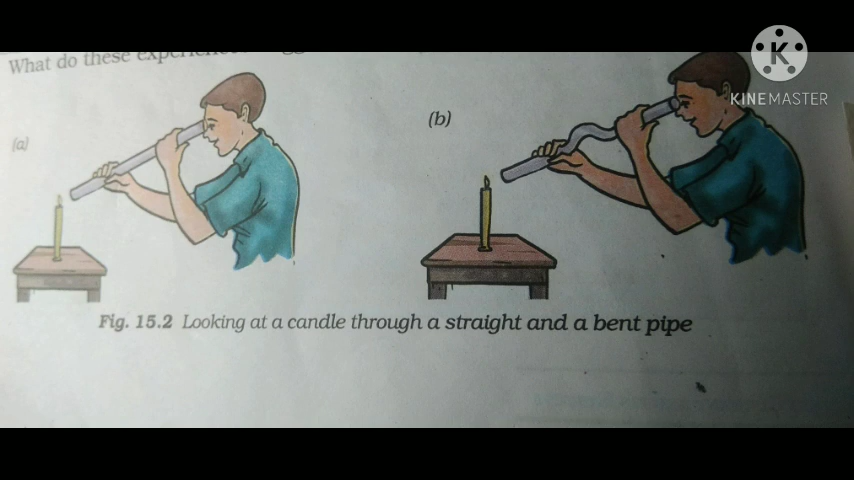 What do these
(a)
(b)
K
KINEMASTER
Fig. 15.2 Looking at a candle through a straight and a bent pipe